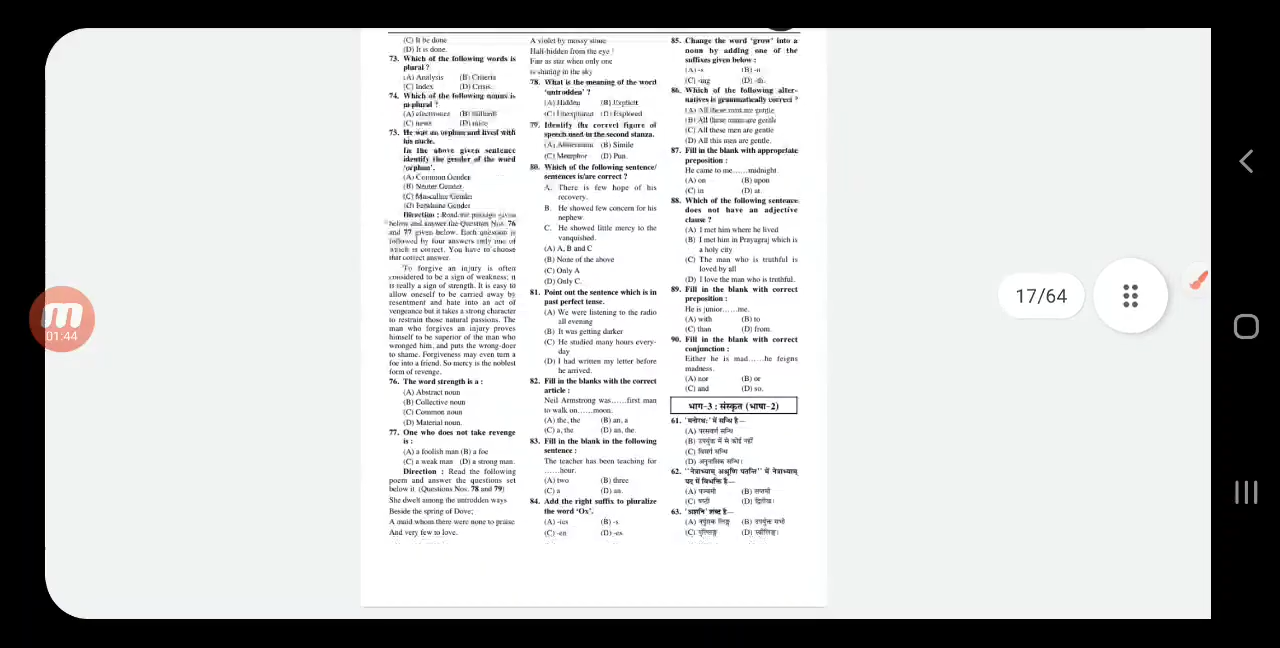 (C) It be done
(D) It is done.
73. Which of the following words is
plural ?
(A) Analysis (B) Criteria
(C) Index (D) Crisis.
74. Which of the following nouns is
(A) electronics (B) billiards
(C) news (D) mice
73. He was an orphan and lived with
his uncle.
In the above given sentence
identify the gender of the word
'orphan'.
(A) Common Gender
(B) Neuter Gender
(C) Masculine Gender
(D) Feminine Gender
Direction : Read the passage given
below and answer the Question Nos. 76
and 77 given below. Each question is
followed by four answers only one of
which is correct. You have to choose
that correct answer.
To forgive an injury is often
considered to be a sign of weakness; it
is really a sign of strength. It is easy to
allow oneself to be carried away by
resentment and hate into an act of
vengeance but it takes a strong character
to restrain those natural passions. The
man who forgives an injury proves
himself to be superior of the man who
wronged him, and puts the wrong-doer
to shame. Forgiveness may even turn a
foe into a friend. So mercy is the noblest
form of revenge.
76. The word strength is a :
(A) Abstract noun
(B) Collective noun
(C) Common noun
(D) Material noun.
77. One who does not take revenge
is :
(A) a foolish man (B) a foe
(C) a weak man (D) a strong man.
Direction : Read the following
poem and answer the questions set
below it. (Questions Nos. 78 and 79)
She dwelt among the untrodden ways
Beside the spring of Dove;
A maid whom there were none to praise
And very few to love.
A violet by mossy stone
Half-hidden from the eye !
Fair as star when only one
is shining in the sky
78. What is the meaning of the word
'untrodden' ?
(A) Hidden (B) Explicit
(C) Unexplored (D) Explored
79. Identify the correct figure of
speech used in the second stanza.
(A) Alliteration (B) Simile
(C) Metaphor (D) Pun.
80. Which of the following sentence/
sentences is/are correct ?
A. There is few hope of his
recovery.
B. He showed few concern for his
nephew
C. He showed little mercy to the
vanquished.
(A) A, B and C
(B) None of the above
(C) Only A
(D) Only C.
81. Point out the sentence which is in
past perfect tense.
(A) We were listening to the radio
all evening
(B) It was getting darker
(C) He studied many hours every-
day
(D) I had written my letter before
he arrived.
82. Fill in the blanks with the correct
article :
Neil Armstrong was......first man
to walk on......moon.
(A) the, the (B) an, a
(C) a, the (D) an, the.
83. Fill in the blank in the following
sentence :
The teacher has been teaching for
......hour.
(A) two (B) three
(C) a (D) an.
84. Add the right suffix to pluralize
the word 'Ox'.
(A) -ies (B) -s
(C) -en (D) -es
85. Change the word 'grow' into a
noun by adding one of the
suffixes given below :
(A) -s (B) -n
(C) -ing (D) -th.
86. Which of the following alter-
natives is grammatically correct ?
(A) All these men are gentle
(B) All these mans are gentle
(C) All these men are gentle
(D) All this men are gentle.
87. Fill in the blank with appropriate
preposition :
He came to me......midnight.
(A) on (B) upon
(C) in (D) at.
88. Which of the following sentence
does not have an adjective
clause ?
(A) I met him where he lived
(B) I met him in Prayagraj which is
a holy city
(C) The man who is truthful is
loved by all
(D) I love the man who is truthful.
89. Fill in the blank with correct
preposition :
He is junior......me.
(A) with (B) to
(C) than (D) from.
90. Fill in the blank with correct
conjunction :
Either he is mad......he feigns
madness.
(A) nor (B) or
(C) and (D) so.
भाग-3 : संस्कृत (भाषा-2)
61. 'मनोरथः' में सन्धि है—
(A) परसवर्ण सन्धि
(B) उपर्युक्त में से कोई नहीं
(C) विसर्ग सन्धि
(D) अनुनासिक सन्धि।
62. "नेत्राभ्याम् अश्रूणि पतन्ति" में नेत्राभ्याम्
पद में विभक्ति है—
(A) पञ्चमी (B) सप्तमी
(C) षष्ठी (D) द्वितीया।
63. शब्द है—
(A) नपुंसक लिङ्ग (B) उपर्युक्त सभी
(C) पुंल्लिङ्ग (D) स्त्रीलिङ्ग।
17/64
01:44